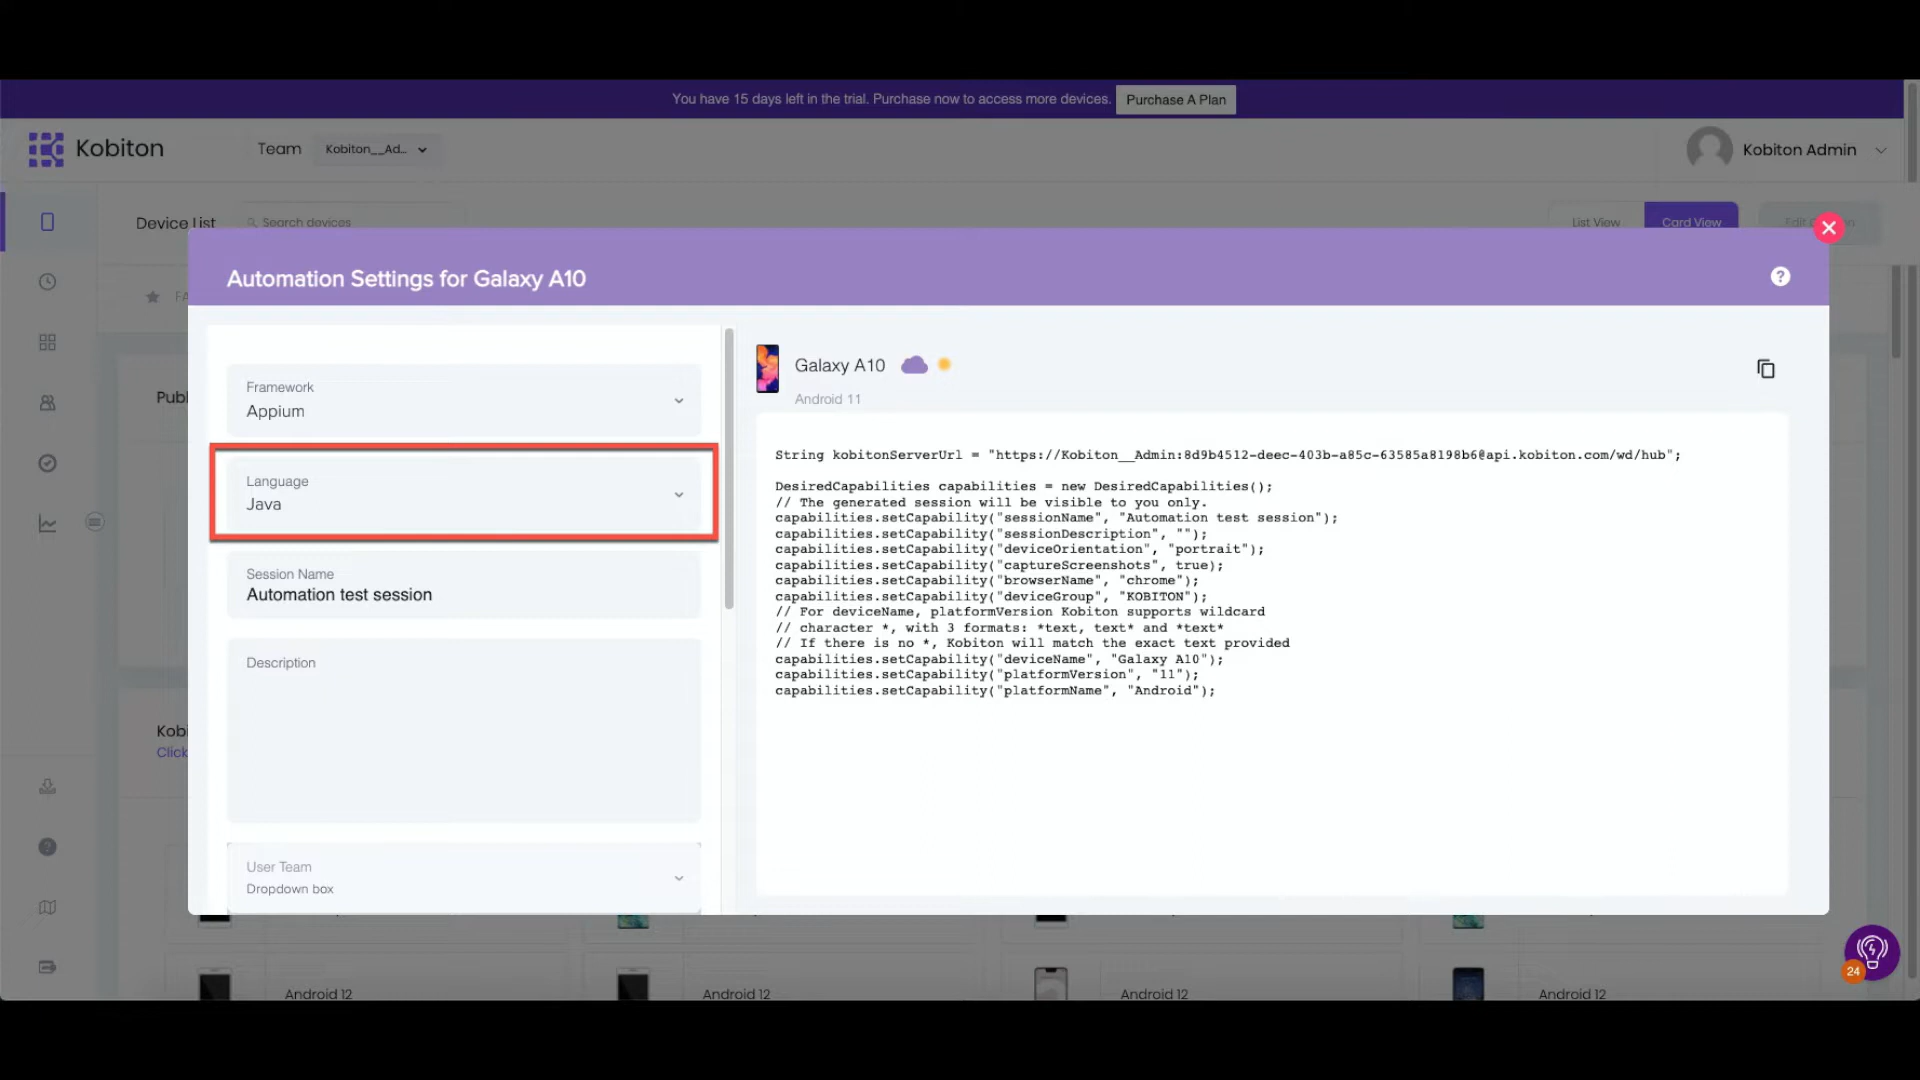 You have 15 days left in the trial. Purchase now to access more devices. Purchase A Plan
Kobiton
Team
Kobiton__Ad...
Kobiton Admin
Device List
Search devices
List View
Card View
Automation Settings for Galaxy A10
?
Framework
Appium
Language
Java
Session Name
Automation test session
Description
User Team
Dropdown box
Galaxy A10
Android 11
String kobitonServerUrl = "https://Kobiton__Admin:8d9b4512-deec-403b-a85c-63585a8198b6@api.kobiton.com/wd/hub";
DesiredCapabilities capabilities = new DesiredCapabilities();
// The generated session will be visible to you only.
capabilities.setCapability("sessionName", "Automation test session");
capabilities.setCapability("sessionDescription", "");
capabilities.setCapability("deviceOrientation", "portrait");
capabilities.setCapability("captureScreenshots", true);
capabilities.setCapability("browserName", "chrome");
capabilities.setCapability("deviceGroup", "KOBITON");
// For deviceName, platformVersion Kobiton supports wildcard
// character *, with 3 formats: *text, text* and *text*
// If there is no *, Kobiton will match the exact text provided
capabilities.setCapability("deviceName", "Galaxy A10");
capabilities.setCapability("platformVersion", "11");
capabilities.setCapability("platformName", "Android");
Click
24
Android 12
Android 12
Android 12
Android 12